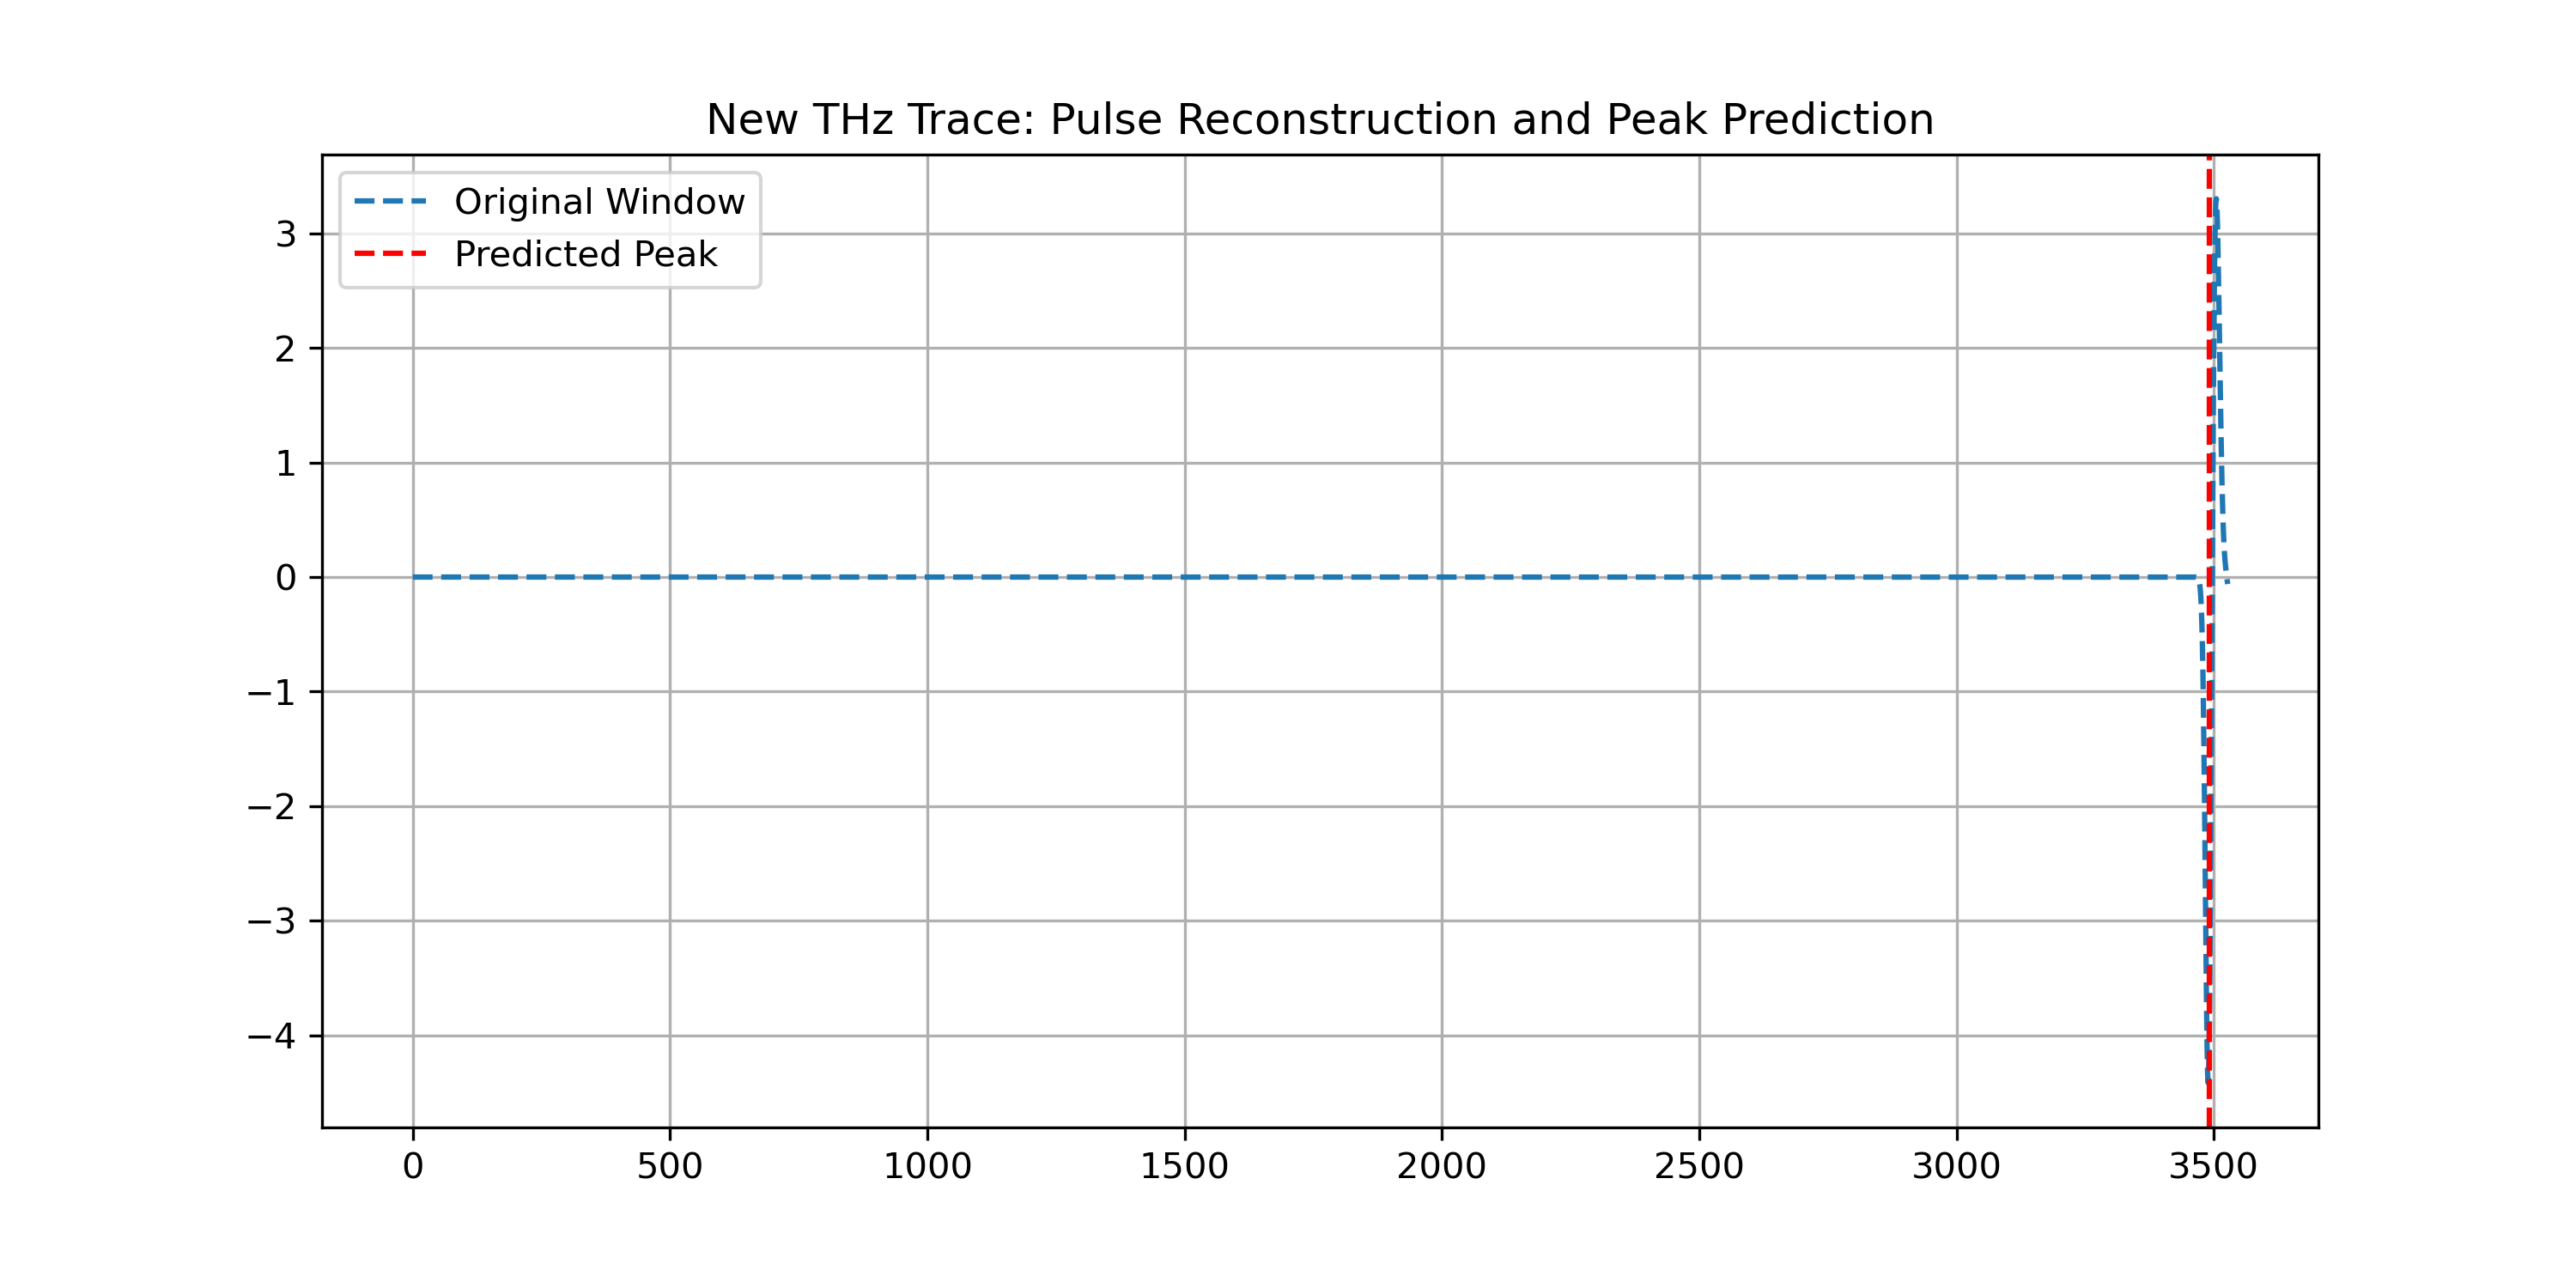 New THz Trace: Pulse Reconstruction and Peak Prediction
Original Window
Predicted Peak
3
2
1
0
−1
−2
−3
−4
0 500 1000 1500 2000 2500 3000 3500